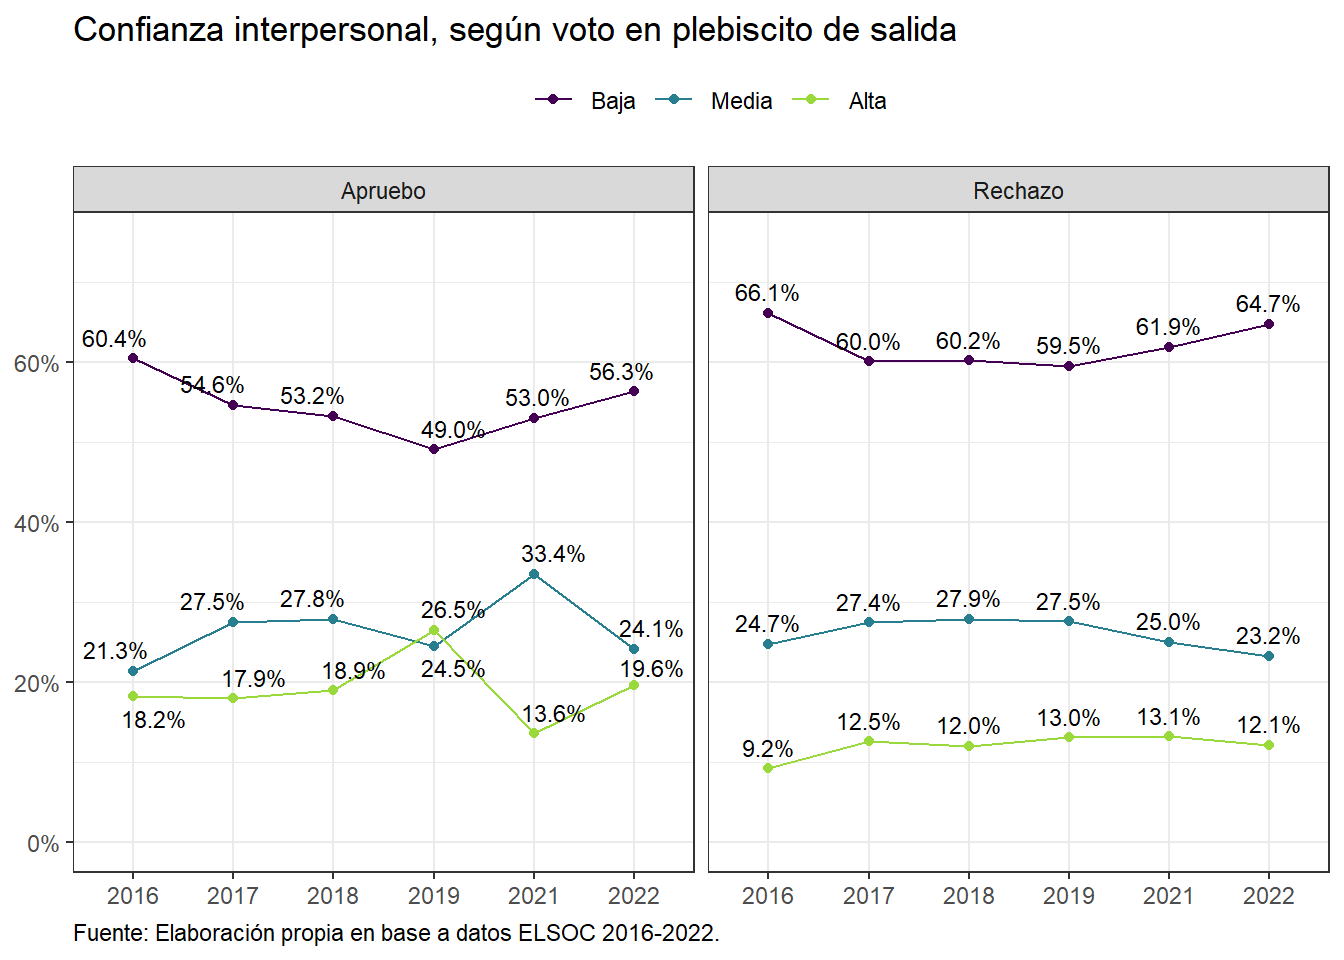 Confianza interpersonal, según voto en plebiscito de salida
Baja Media Alta
Apruebo Rechazo
66.1%
64.7%
60.4% 60.0% 60.2% 59.5% 61.9%
60%
54.6% 53.2% 49.0% 53.0% 56.3%
40%
33.4%
21.3% 27.5% 27.8% 26.5% 24.1%
24.7% 27.4% 27.9% 27.5% 25.0% 23.2%
24.5%
20%
18.2% 17.9% 18.9% 13.6% 19.6%
9.2% 12.5% 12.0% 13.0% 13.1% 12.1%
0%
2016 2017 2018 2019 2021 2022 2016 2017 2018 2019 2021 2022
Fuente: Elaboración propia en base a datos ELSOC 2016-2022.